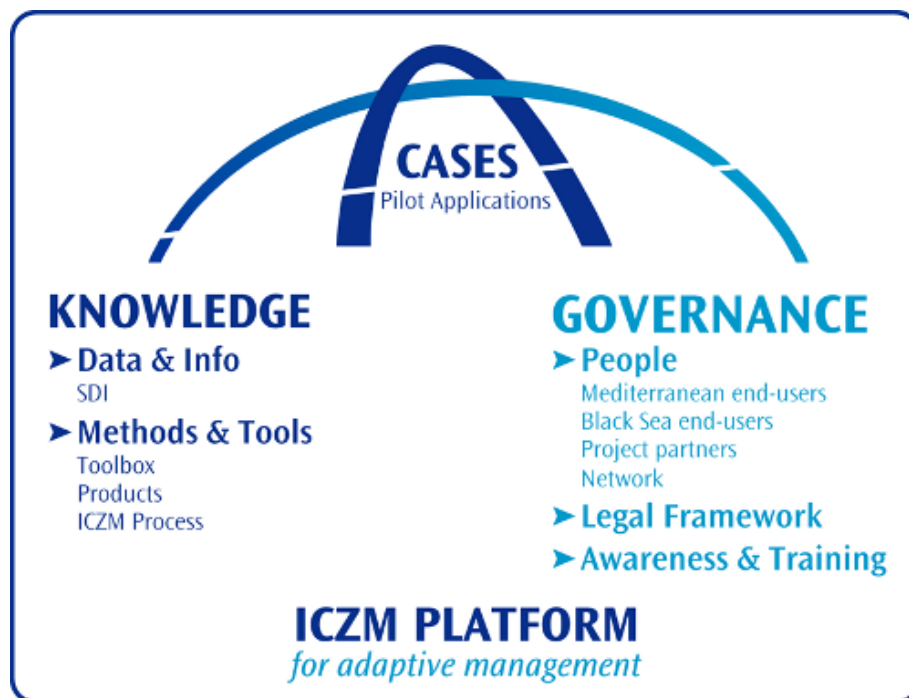 CASES
Pilot Applications
KNOWLEDGE
➤ Data & Info
SDI
➤ Methods & Tools
Toolbox
Products
ICZM Process
GOVERNANCE
➤ People
Mediterranean end-users
Black Sea end-users
Project partners
Network
➤ Legal Framework
➤ Awareness & Training
ICZM PLATFORM
for adaptive management